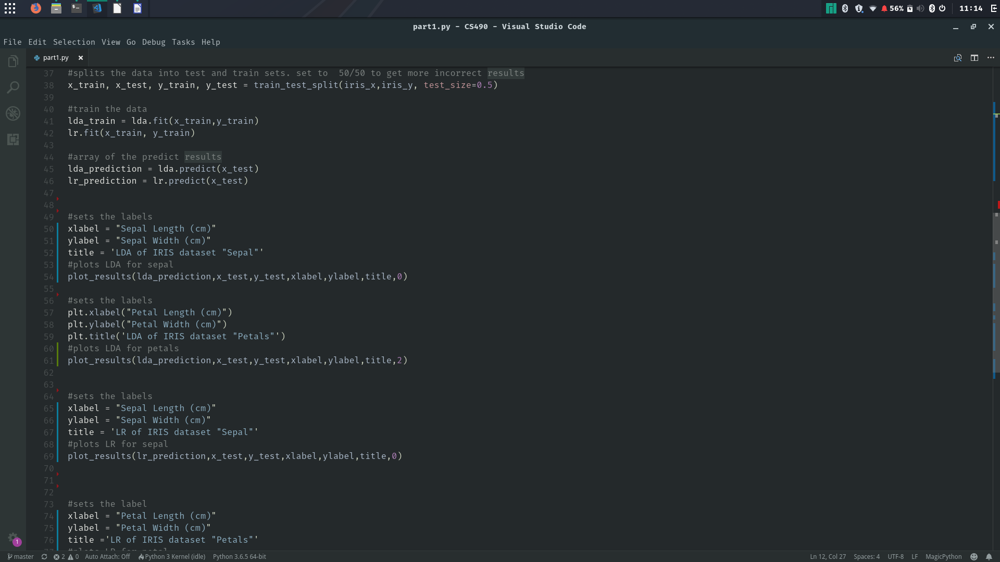 56%
11:14
part1.py - CS490 - Visual Studio Code
File Edit Selection View Go Debug Tasks Help
part1.py
37 #splits the data into test and train sets. set to  50/50 to get more incorrect results
38 x_train, x_test, y_train, y_test = train_test_split(iris_x,iris_y, test_size=0.5)
39
40 #train the data
41 lda_train = lda.fit(x_train,y_train)
42 lr.fit(x_train, y_train)
43
44 #array of the predict results
45 lda_prediction = lda.predict(x_test)
46 lr_prediction = lr.predict(x_test)
47
48
49 #sets the labels
50 xlabel = "Sepal Length (cm)"
51 ylabel = "Sepal Width (cm)"
52 title = 'LDA of IRIS dataset "Sepal"'
53 #plots LDA for sepal
54 plot_results(lda_prediction,x_test,y_test,xlabel,ylabel,title,0)
55
56 #sets the labels
57 plt.xlabel("Petal Length (cm)")
58 plt.ylabel("Petal Width (cm)")
59 plt.title('LDA of IRIS dataset "Petals"')
60 #plots LDA for petals
61 plot_results(lda_prediction,x_test,y_test,xlabel,ylabel,title,2)
62
63
64 #sets the labels
65 xlabel = "Sepal Length (cm)"
66 ylabel = "Sepal Width (cm)"
67 title = 'LR of IRIS dataset "Sepal"'
68 #plots LR for sepal
69 plot_results(lr_prediction,x_test,y_test,xlabel,ylabel,title,0)
70
71
72
73 #sets the label
74 xlabel = "Petal Length (cm)"
75 ylabel = "Petal Width (cm)"
76 title ='LR of IRIS dataset "Petals"'
1
master 2 0 Auto Attach: Off Python 3 Kernel (idle) Python 3.6.5 64-bit Ln 12, Col 27 Spaces: 4 UTF-8 LF MagicPython